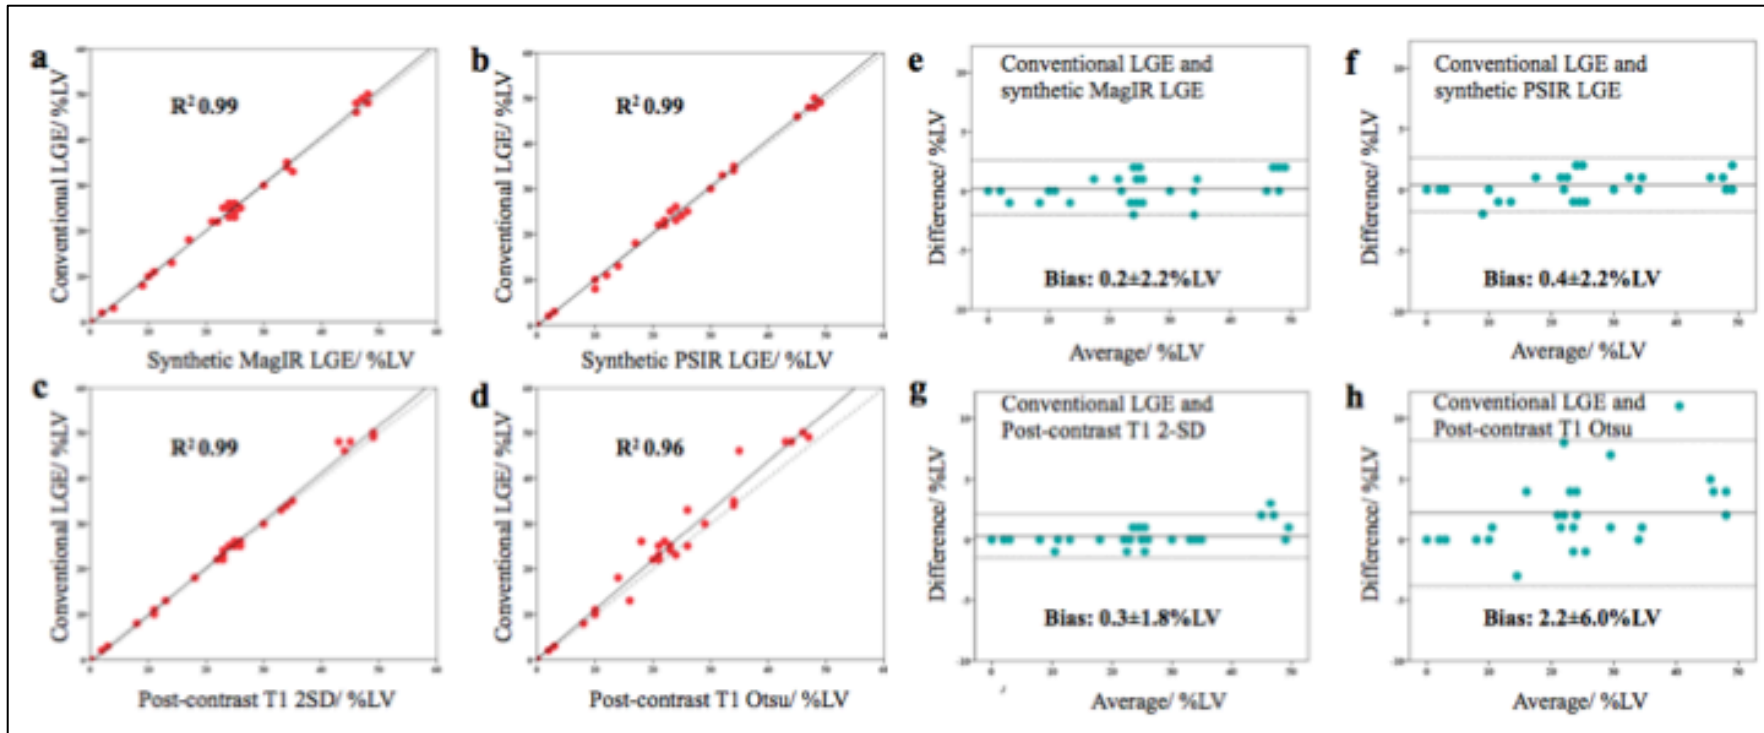 a
R² 0.99
Conventional LGE/ %LV
Synthetic MagIR LGE/ %LV
b
R² 0.99
Conventional LGE/ %LV
Synthetic PSIR LGE/ %LV
e
Conventional LGE and
synthetic MagIR LGE
Difference/ %LV
Bias: 0.2±2.2%LV
Average/ %LV
f
Conventional LGE and
synthetic PSIR LGE
Difference/ %LV
Bias: 0.4±2.2%LV
Average/ %LV
c
R² 0.99
Conventional LGE/ %LV
Post-contrast T1 2SD/ %LV
d
R² 0.96
Conventional LGE/ %LV
Post-contrast T1 Otsu/ %LV
g
Conventional LGE and
Post-contrast T1 2-SD
Difference/ %LV
Bias: 0.3±1.8%LV
Average/ %LV
h
Conventional LGE and
Post-contrast T1 Otsu
Difference/ %LV
Bias: 2.2±6.0%LV
Average/ %LV